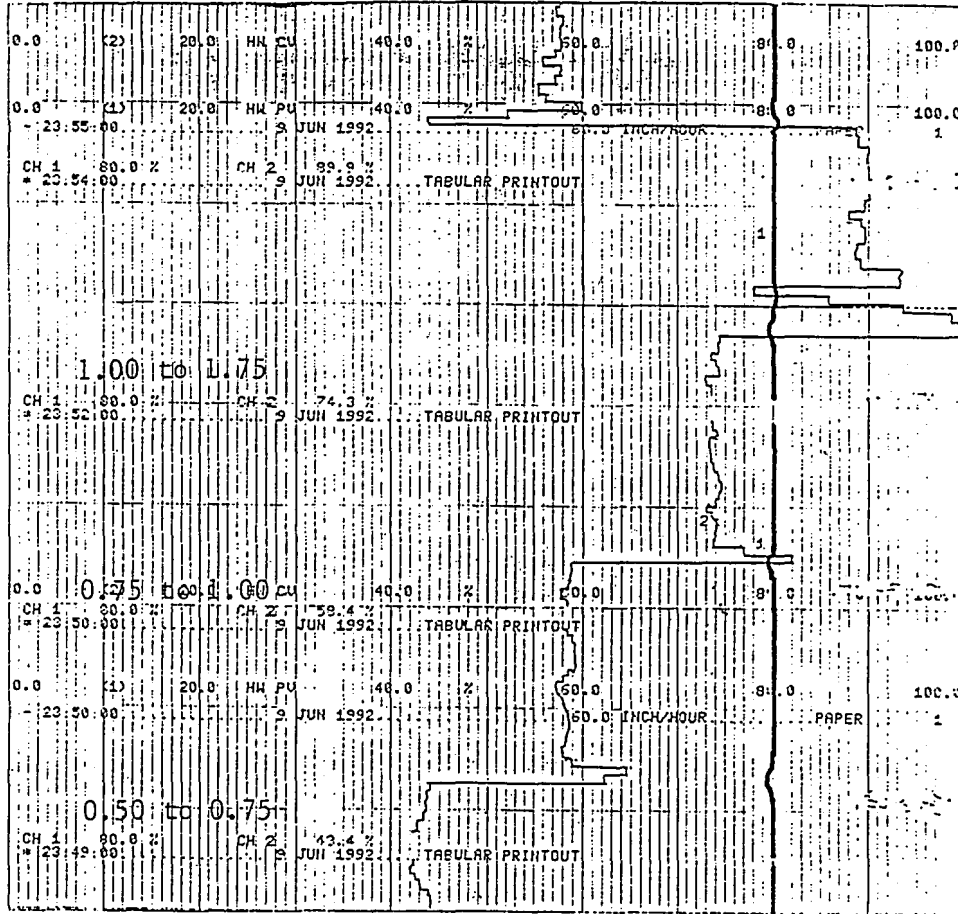 0.0 (2) 20.0 HW CV 40.0 % 60.0 80.0 100.0
0.0 (1) 20.0 HW PV 40.0 % 60.0 80.0 100.0
- 23:55:00 9 JUN 1992 60.0 INCH/HOUR PAPER 1
CH 1 80.0 % CH 2 89.9 %
* 23:54:00 9 JUN 1992 TABULAR PRINTOUT
1
1.00 to 1.75
CH 1 80.0 % CH 2 74.3 %
* 23:52:00 9 JUN 1992 TABULAR PRINTOUT
2
1
0.75 to 1.00
0.0 20.0 CV 40.0 %
CH 1 80.0 % CH 2 59.4 %
* 23:50:00 9 JUN 1992 TABULAR PRINTOUT
0.0 (1) 20.0 HW PV 40.0 % 60.0 80.0 100.0
- 23:50:00 9 JUN 1992 60.0 INCH/HOUR PAPER 1
0.50 to 0.75
CH 1 80.0 % CH 2 43.4 %
* 23:49:00 9 JUN 1992 TABULAR PRINTOUT